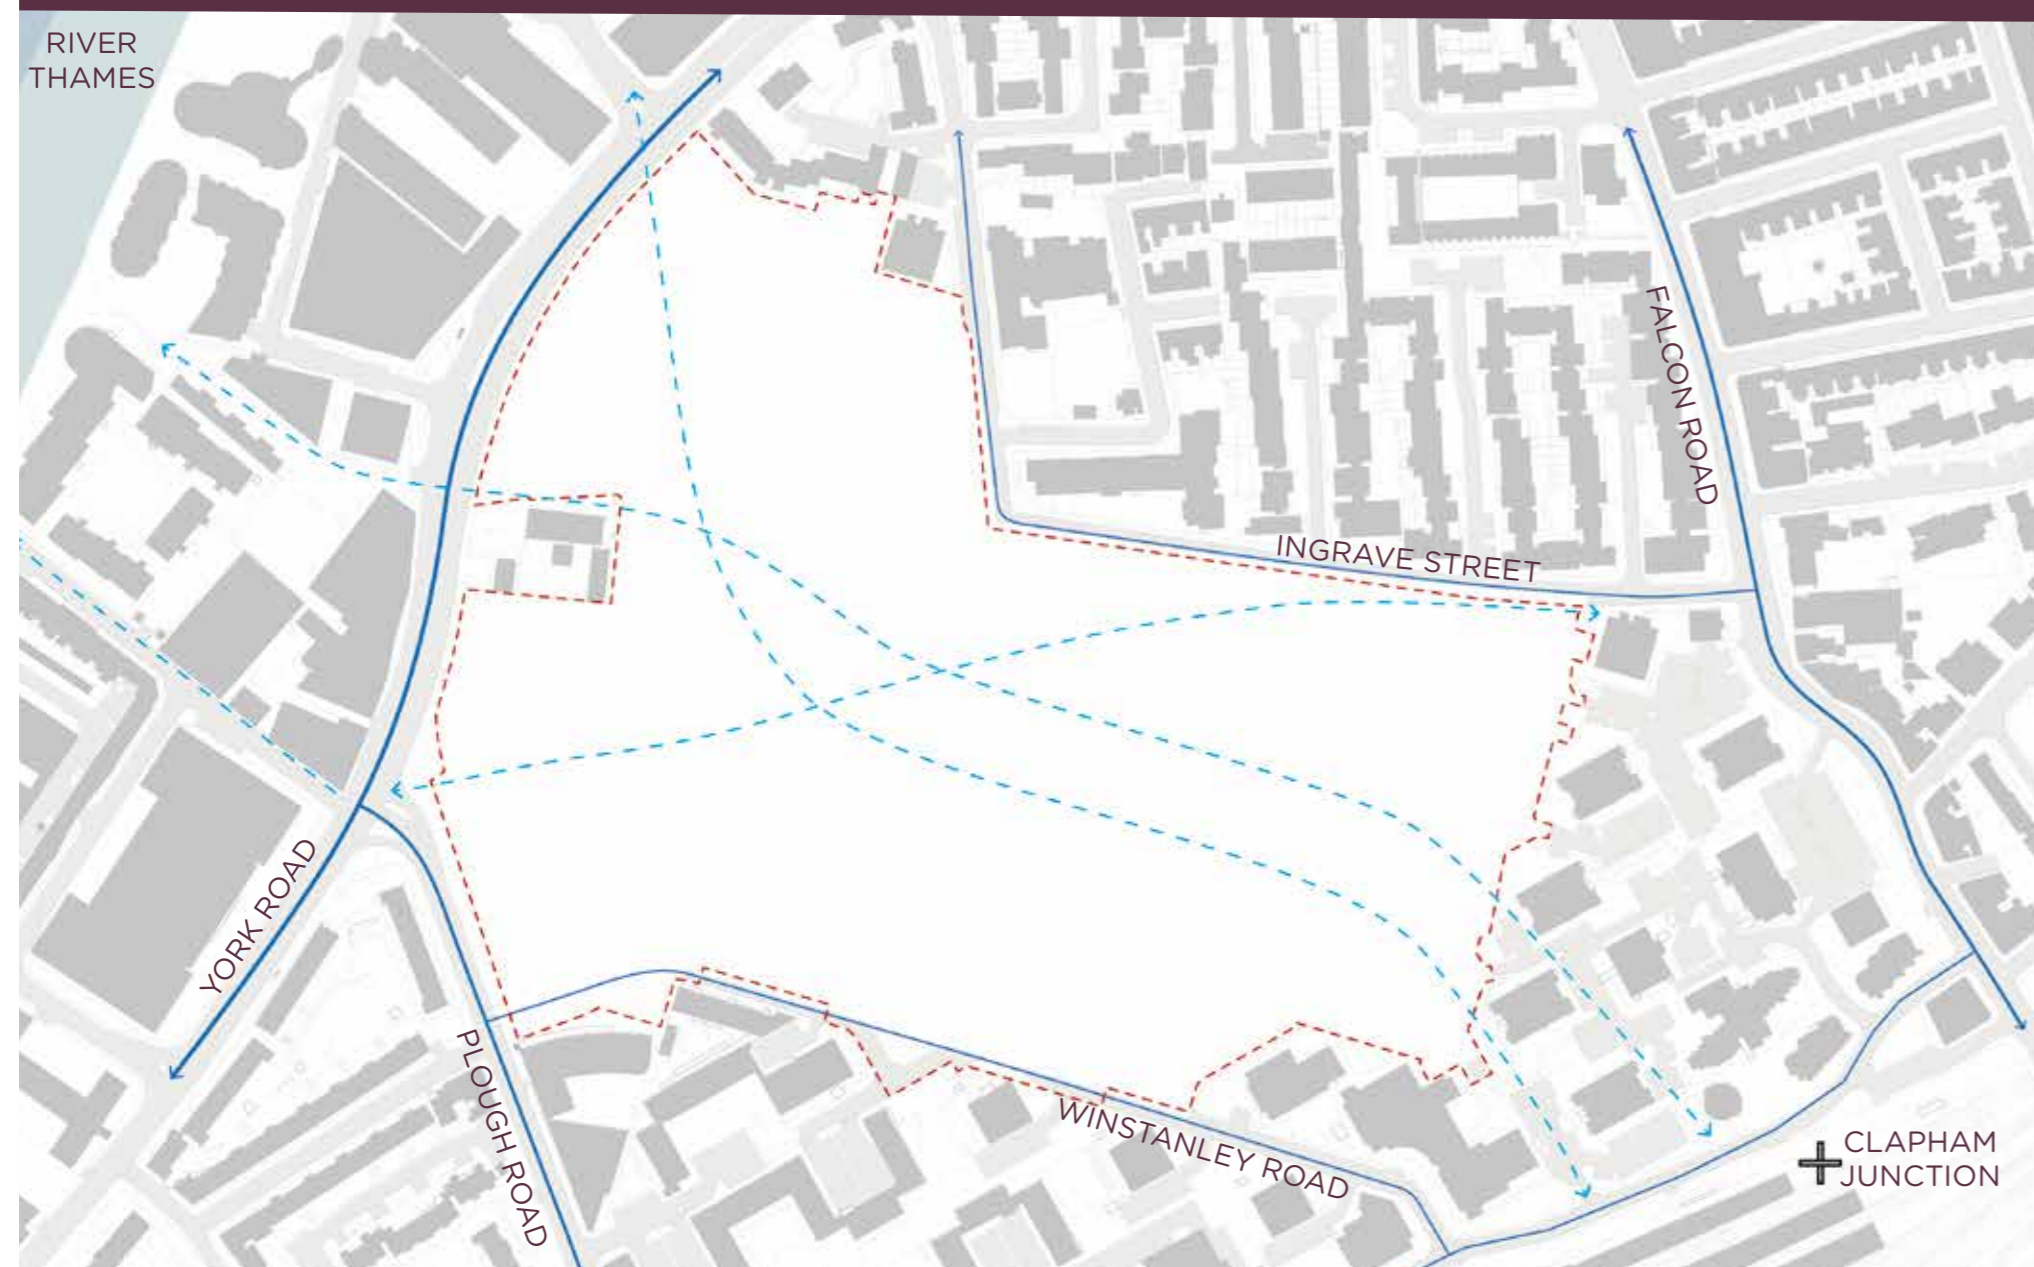 RIVER
THAMES
FALCON ROAD
INGRAVE STREET
YORK ROAD
PLOUGH ROAD
WINSTANLEY ROAD
CLAPHAM
JUNCTION